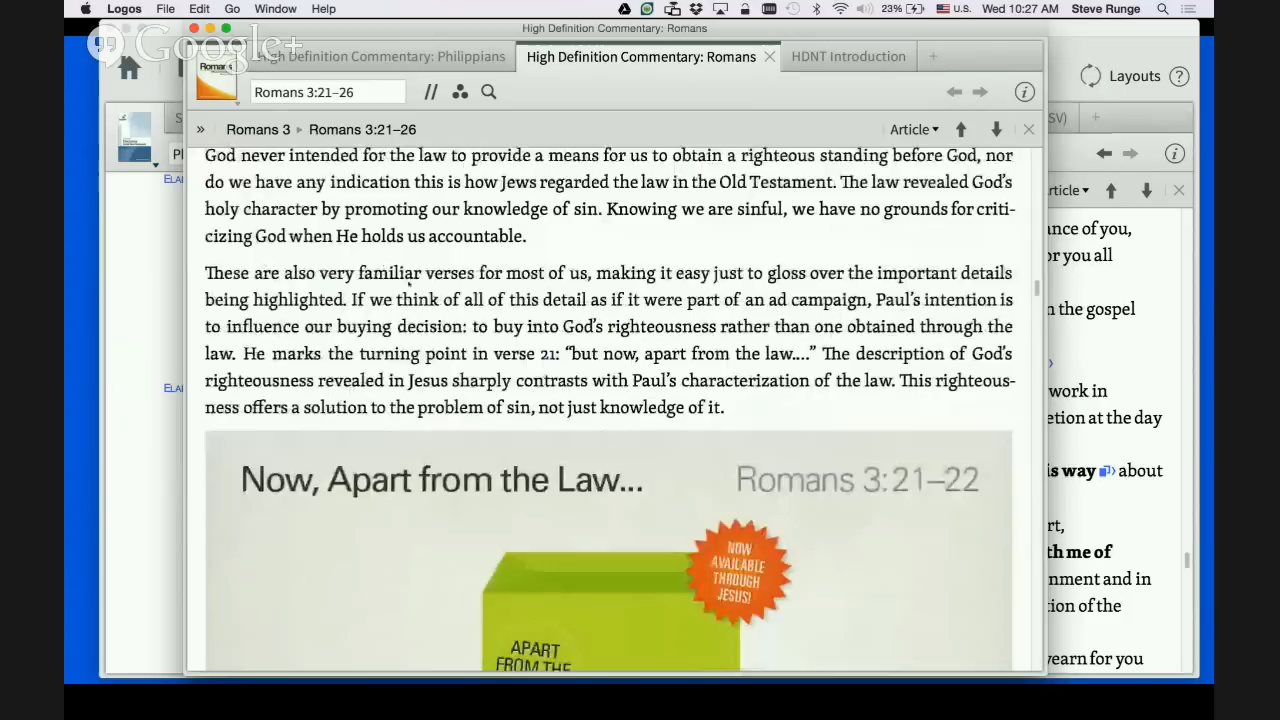 Logos File Edit Go Window Help 23% U.S. Wed 10:27 AM Steve Runge
High Definition Commentary: Romans
Google+
High Definition Commentary: Philippians High Definition Commentary: Romans HDNT Introduction
Layouts
Romans
Romans 3:21–26
SV)
Romans 3 Romans 3:21–26 Article
God never intended for the law to provide a means for us to obtain a righteous standing before God, nor
do we have any indication this is how Jews regarded the law in the Old Testament. The law revealed God's
holy character by promoting our knowledge of sin. Knowing we are sinful, we have no grounds for criti-
cizing God when He holds us accountable.
These are also very familiar verses for most of us, making it easy just to gloss over the important details
being highlighted. If we think of all of this detail as if it were part of an ad campaign, Paul's intention is
to influence our buying decision: to buy into God's righteousness rather than one obtained through the
law. He marks the turning point in verse 21: “but now, apart from the law....” The description of God's
righteousness revealed in Jesus sharply contrasts with Paul's characterization of the law. This righteous-
ness offers a solution to the problem of sin, not just knowledge of it.
Now, Apart from the Law... Romans 3:21–22
NOW
AVAILABLE
THROUGH
JESUS!
APART
FROM THE
S
Pl
ELAI
ELAI
rticle
ance of you,
or you all
n the gospel
work in
etion at the day
is way about
rt,
th me of
nment and in
tion of the
yearn for you